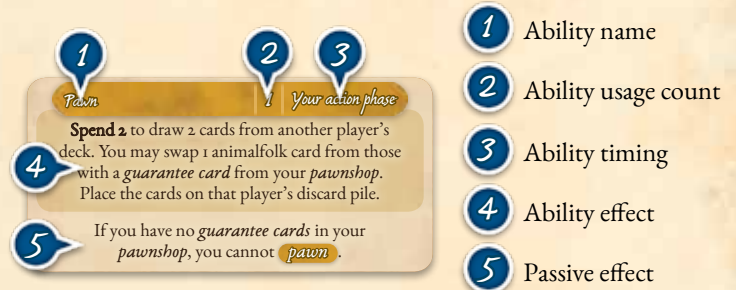 1
2
3
Pawn
1
Your action phase
Spend 2 to draw 2 cards from another player's
deck. You may swap 1 animalfolk card from those
4
with a guarantee card from your pawnshop.
Place the cards on that player's discard pile.
5
If you have no guarantee cards in your
pawnshop, you cannot pawn.
1 Ability name
2 Ability usage count
3 Ability timing
4 Ability effect
5 Passive effect